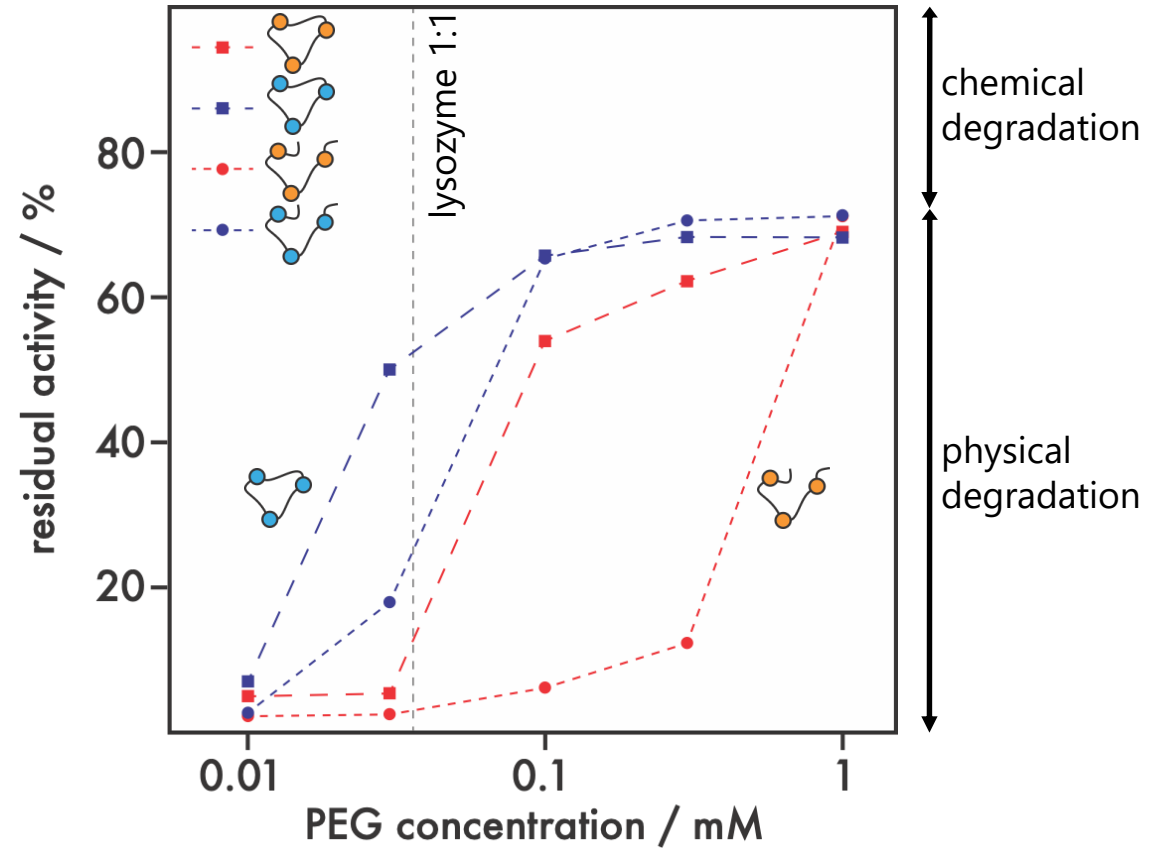 lysozyme 1:1
chemical
degradation
80
60
40
20
residual activity / %
physical
degradation
0.01
0.1
1
PEG concentration / mM